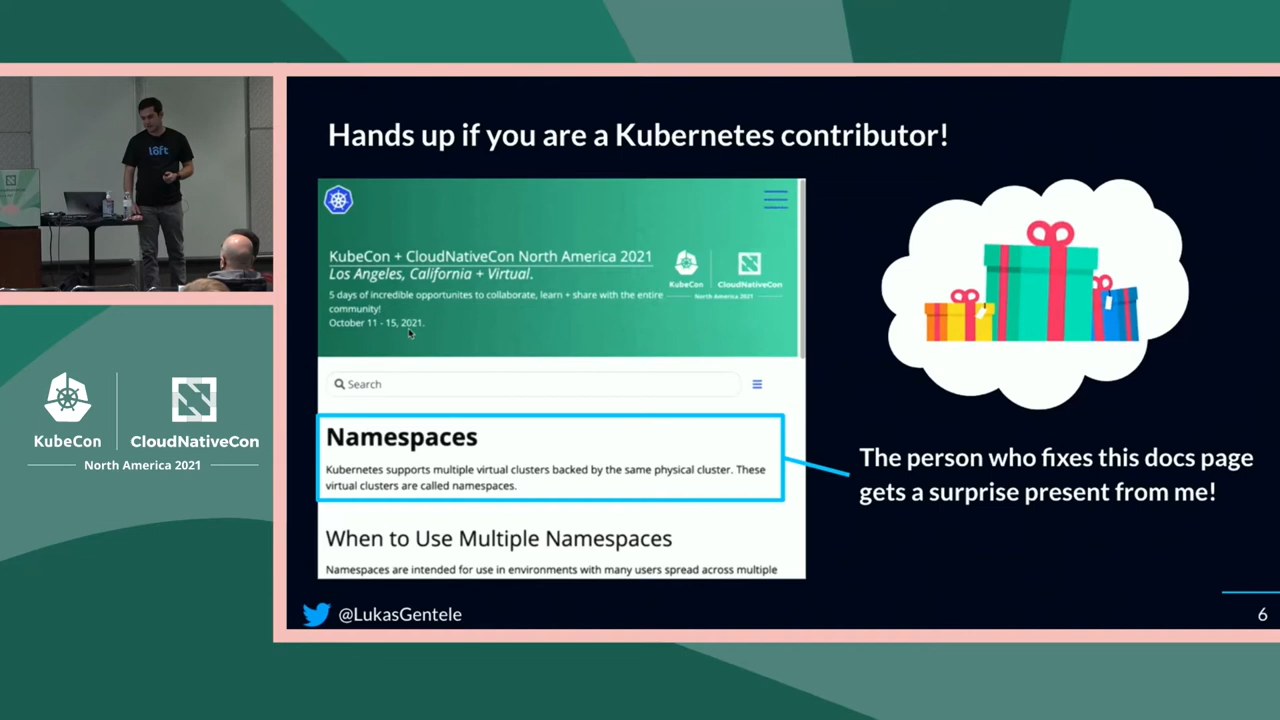 Hands up if you are a Kubernetes contributor!
loft
KubeCon + CloudNativeCon North America 2021
Los Angeles, California + Virtual.
5 days of incredible opportunites to collaborate, learn + share with the entire
community!
October 11 - 15, 2021.
KubeCon
CloudNativeCon
North America 2021
Search
Namespaces
Kubernetes supports multiple virtual clusters backed by the same physical cluster. These
virtual clusters are called namespaces.
When to Use Multiple Namespaces
Namespaces are intended for use in environments with many users spread across multiple
The person who fixes this docs page
gets a surprise present from me!
@LukasGentele
6
KubeCon
CloudNativeCon
North America 2021